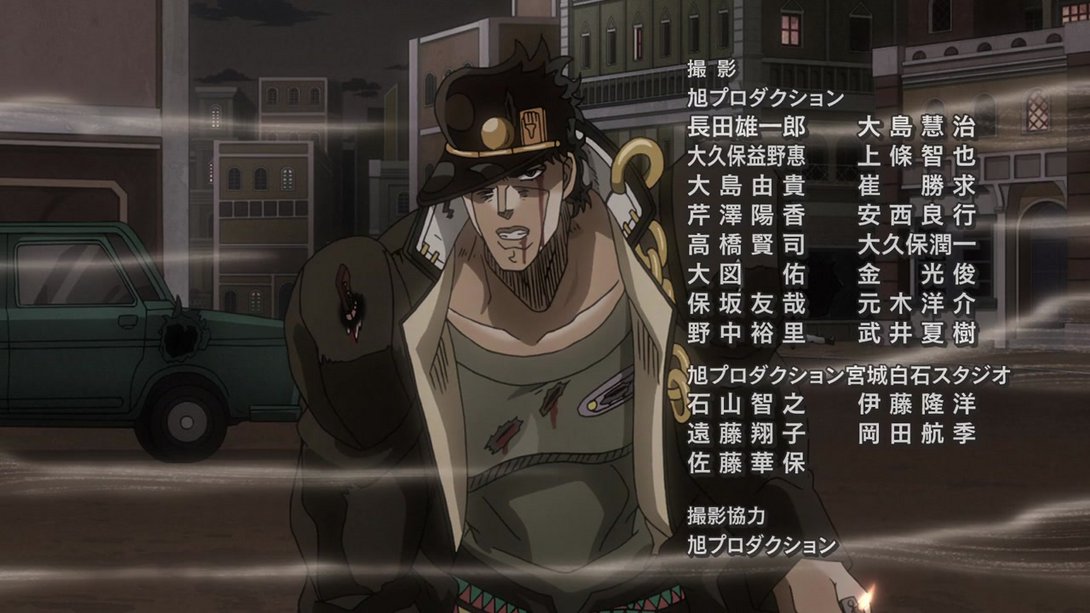 撮影
旭プロダクション
長田雄一郎 大島慧治
大久保益野惠 上條智也
大島由貴 崔勝求
芹澤陽香 安西良行
高橋賢司 大久保潤一
大図佑 金光俊
保坂友哉 元木洋介
野中裕里 武井夏樹
旭プロダクション宮城白石スタジオ
石山智之 伊藤隆洋
遠藤翔子 岡田航季
佐藤華保
撮影協力
旭プロダクション